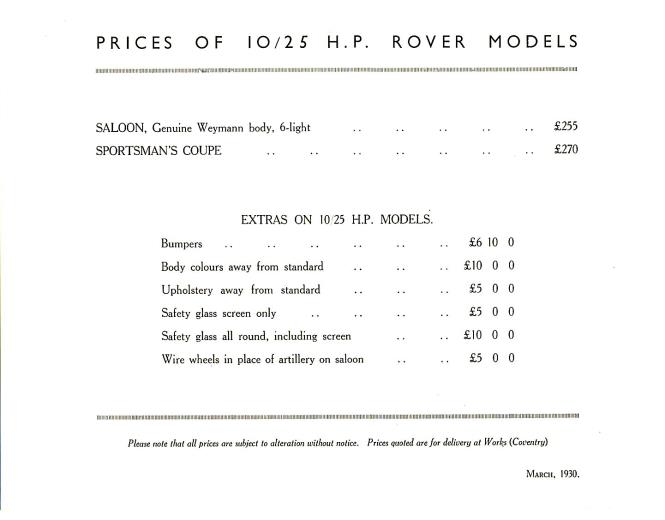 PRICES OF 10/25 H.P. ROVER MODELS
SALOON, Genuine Weymann body, 6-light .. .. .. .. .. £255
SPORTSMAN'S COUPE .. .. .. .. .. .. .. £270
EXTRAS ON 10/25 H.P. MODELS.
Bumpers .. .. .. .. .. .. £6 10 0
Body colours away from standard .. .. .. £10 0 0
Upholstery away from standard .. .. .. £5 0 0
Safety glass screen only .. .. .. .. £5 0 0
Safety glass all round, including screen .. .. £10 0 0
Wire wheels in place of artillery on saloon .. .. £5 0 0
Please note that all prices are subject to alteration without notice. Prices quoted are for delivery at Works (Coventry)
MARCH, 1930.